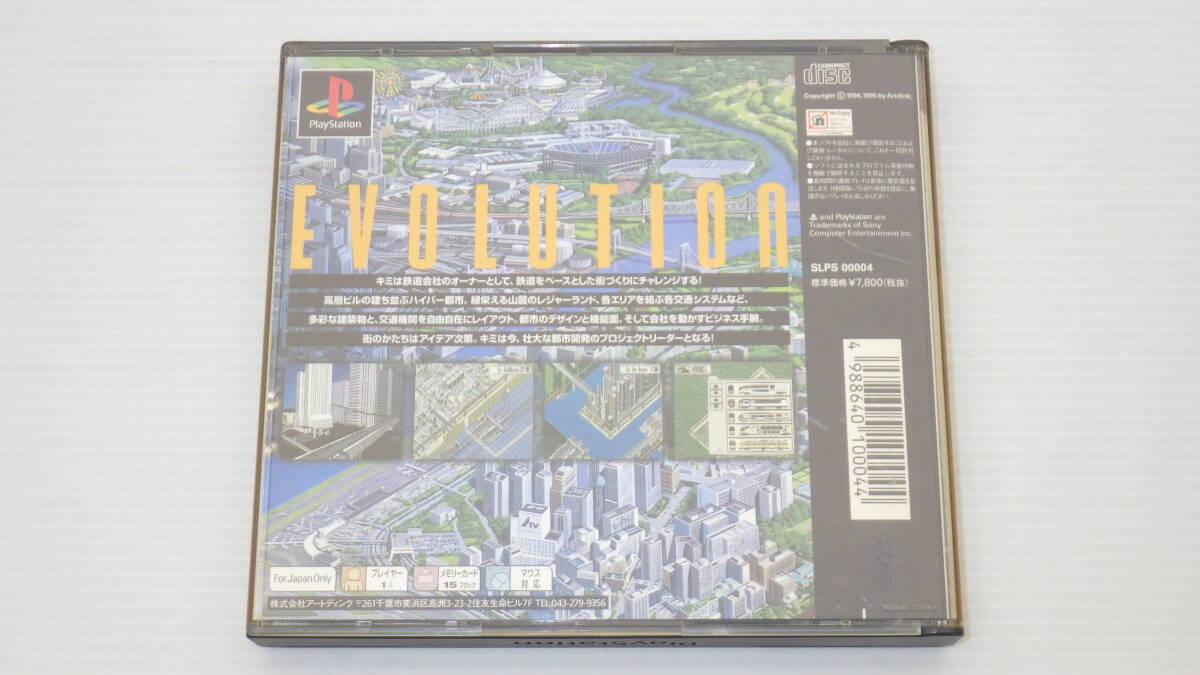 PlayStation
EVOLUTION
キミは鉄道会社のオーナーとして、鉄道をベースとした街づくりにチャレンジする!
高層ビルの建ち並ぶハイパー都市、緑栄える山麓のレジャーランド、各エリアを結ぶ各交通システムなど、
多彩な建築物と、交通機関を自由自在にレイアウト。都市のデザインと機能面、そして会社を動かすビジネス手腕。
街のかたちはアイデア次第。キミは今、壮大な都市開発のプロジェクトリーダーとなる!
For Japan Only
プレイヤー
1人
メモリーカード
15ブロック
マウス
対応
株式会社アートディンク 〒261千葉市美浜区高洲3-23-2住友生命ビル7F TEL 043-279-9356
COMPACT
disc
Copyright © 1994,1995 by Artdink.
No Copy
and PlayStation are
Trademarks of Sony
Computer Entertainment Inc.
SLPS 00004
標準価格¥7,800(税抜)
4 988640 100044
PlayStation